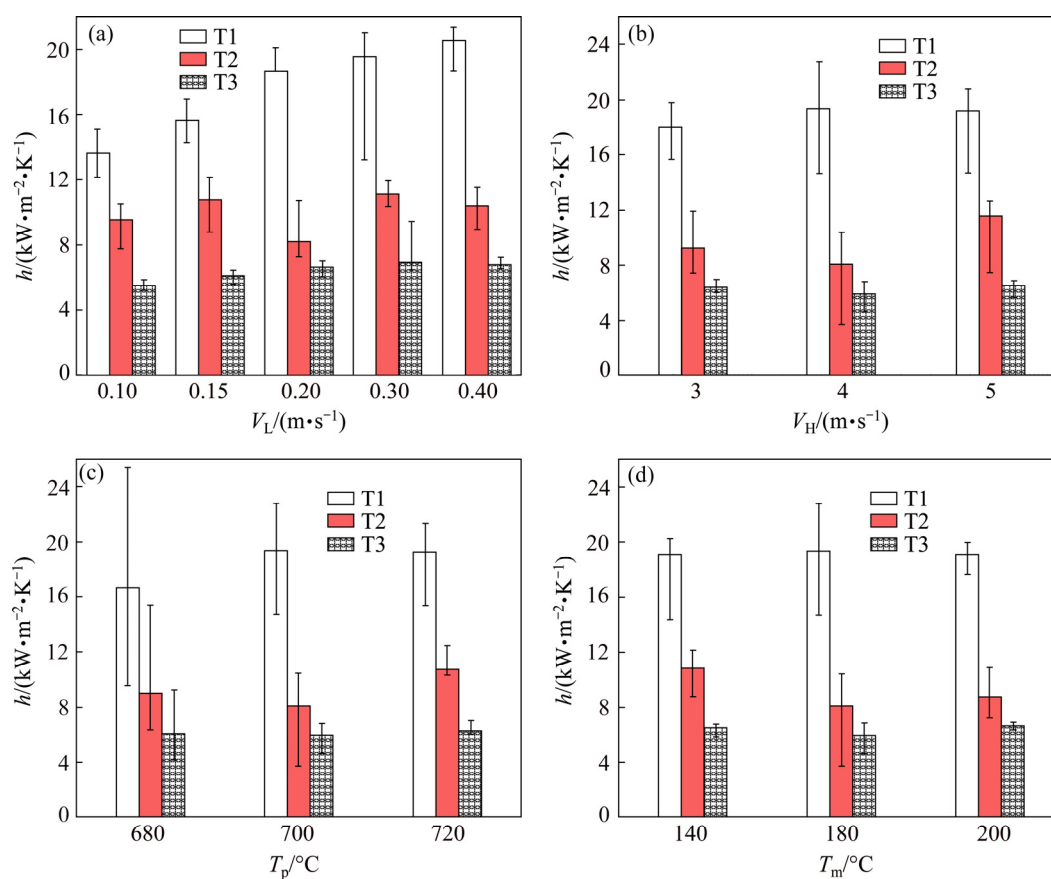 (a)
T1
T2
T3
20
16
12
8
4
0
h/(kW•m⁻²•K⁻¹)
0.10 0.15 0.20 0.30 0.40
V_L/(m•s⁻¹)
(b)
T1
T2
T3
24
20
16
12
8
4
0
h/(kW•m⁻²•K⁻¹)
3 4 5
V_H/(m•s⁻¹)
(c)
T1
T2
T3
24
20
16
12
8
4
0
h/(kW•m⁻²•K⁻¹)
680 700 720
T_p/°C
(d)
T1
T2
T3
24
20
16
12
8
4
0
h/(kW•m⁻²•K⁻¹)
140 180 200
T_m/°C